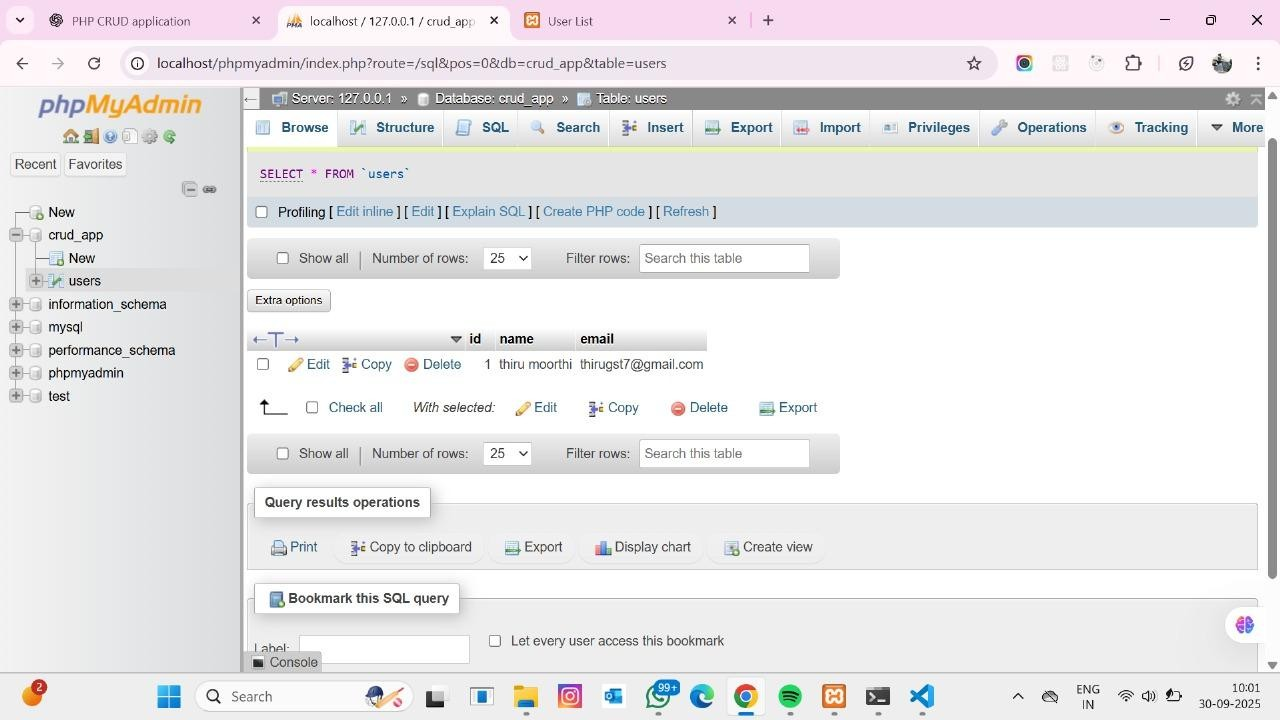 PHP CRUD application
localhost / 127.0.0.1 / crud_app
User List
localhost/phpmyadmin/index.php?route=/sql&pos=0&db=crud_app&table=users
phpMyAdmin
Recent Favorites
New
crud_app
New
users
information_schema
mysql
performance_schema
phpmyadmin
test
Server: 127.0.0.1 » Database: crud_app » Table: users
Browse Structure SQL Search Insert Export Import Privileges Operations Tracking More
SELECT * FROM `users`
Profiling [ Edit inline ] [ Edit ] [ Explain SQL ] [ Create PHP code ] [ Refresh ]
Show all Number of rows: 25 Filter rows: Search this table
Extra options
id name email
Edit Copy Delete 1 thiru moorthi thirugst7@gmail.com
Check all With selected: Edit Copy Delete Export
Show all Number of rows: 25 Filter rows: Search this table
Query results operations
Print Copy to clipboard Export Display chart Create view
Bookmark this SQL query
Label: Let every user access this bookmark
Console
2
Search
99+
ENG
IN
10:01
30-09-2025